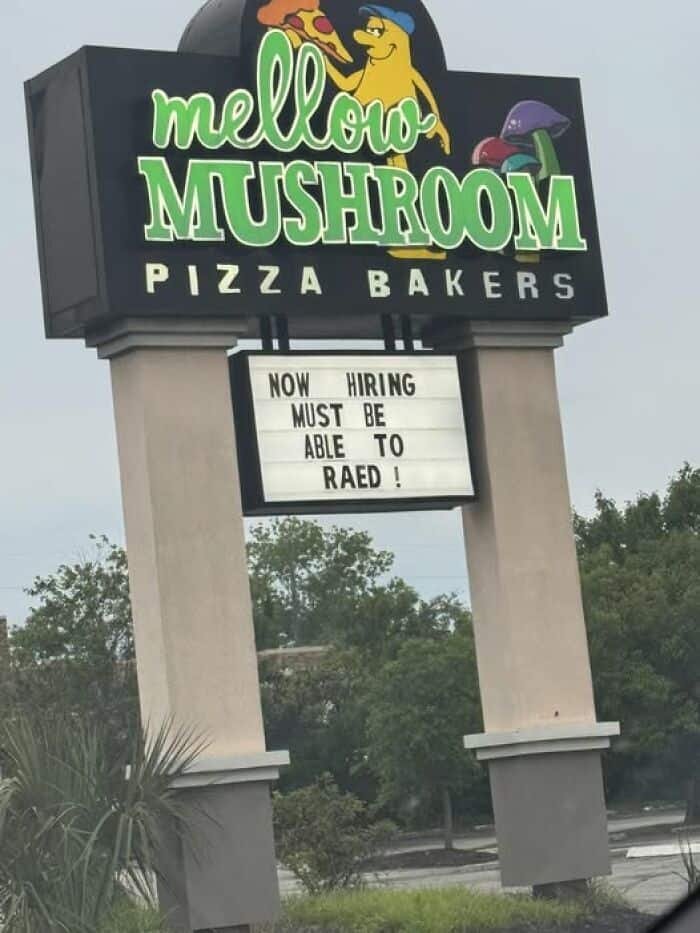 mellow
MUSHROOM
PIZZA BAKERS
NOW HIRING
MUST BE
ABLE TO
RAED !